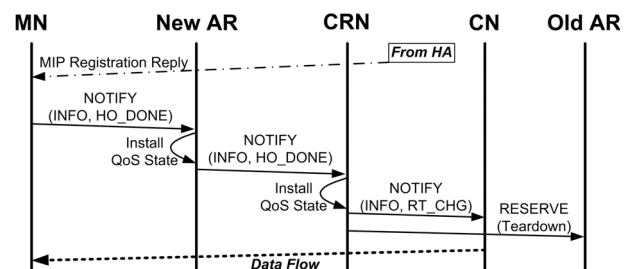 MN New AR CRN CN Old AR
From HA
MIP Registration Reply
NOTIFY
(INFO, HO_DONE)
Install
QoS State
NOTIFY
(INFO, HO_DONE)
Install
QoS State
NOTIFY
(INFO, RT_CHG)
RESERVE
(Teardown)
Data Flow